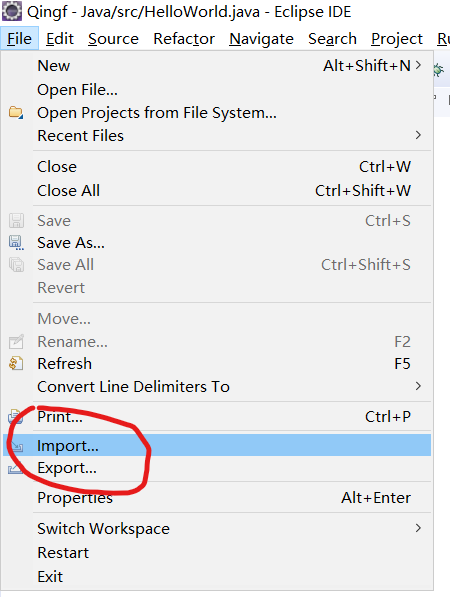 Qingf - Java/src/HelloWorld.java - Eclipse IDE
File Edit Source Refactor Navigate Search Project
New Alt+Shift+N >
Open File...
Open Projects from File System...
Recent Files >
Close Ctrl+W
Close All Ctrl+Shift+W
Save Ctrl+S
Save As...
Save All Ctrl+Shift+S
Revert
Move...
Rename... F2
Refresh F5
Convert Line Delimiters To >
Print... Ctrl+P
Import...
Export...
Properties Alt+Enter
Switch Workspace >
Restart
Exit